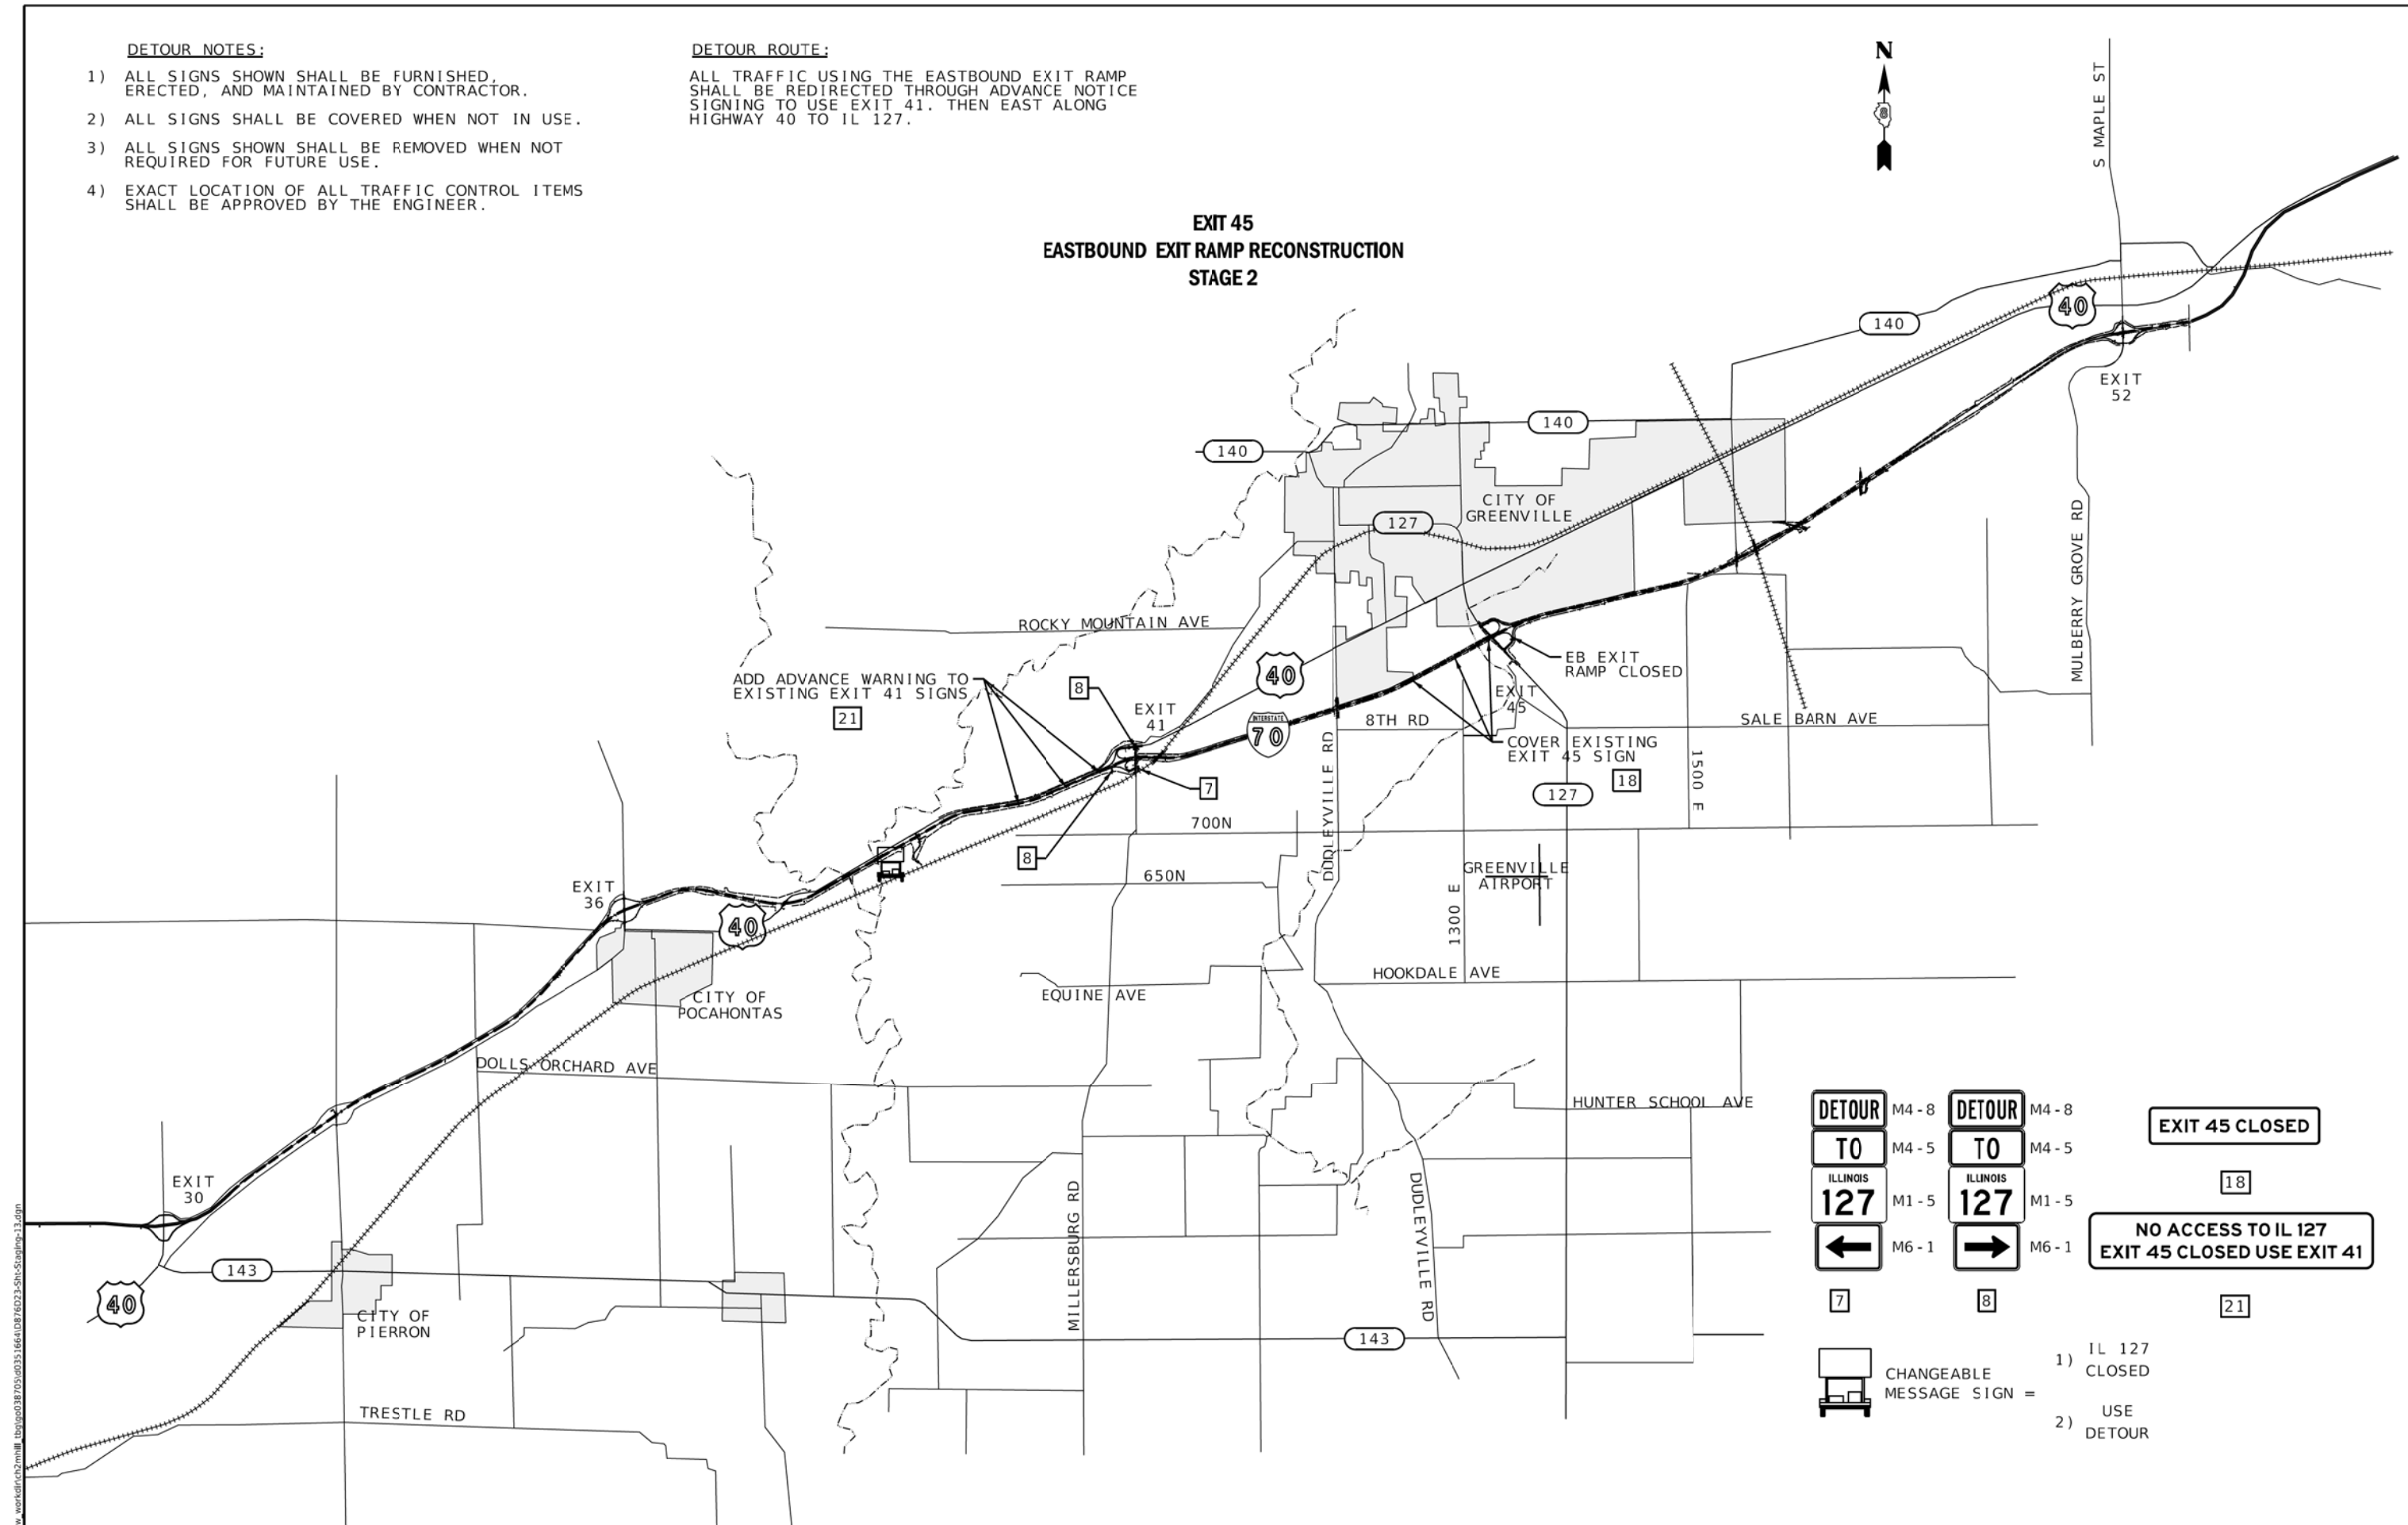 DETOUR NOTES:
1) ALL SIGNS SHOWN SHALL BE FURNISHED,
ERECTED, AND MAINTAINED BY CONTRACTOR.
2) ALL SIGNS SHALL BE COVERED WHEN NOT IN USE.
3) ALL SIGNS SHOWN SHALL BE REMOVED WHEN NOT
REQUIRED FOR FUTURE USE.
4) EXACT LOCATION OF ALL TRAFFIC CONTROL ITEMS
SHALL BE APPROVED BY THE ENGINEER.
DETOUR ROUTE:
ALL TRAFFIC USING THE EASTBOUND EXIT RAMP
SHALL BE REDIRECTED THROUGH ADVANCE NOTICE
SIGNING TO USE EXIT 41. THEN EAST ALONG
HIGHWAY 40 TO IL 127.
N
8
S MAPLE ST
EXIT 45
EASTBOUND EXIT RAMP RECONSTRUCTION
STAGE 2
40
140
EXIT
52
140
140
CITY OF
GREENVILLE
127
MULBERRY GROVE RD
ROCKY MOUNTAIN AVE
40
EB EXIT
RAMP CLOSED
ADD ADVANCE WARNING TO
EXISTING EXIT 41 SIGNS
21
8
EXIT
41
EXIT
45
INTERSTATE
70
8TH RD
SALE BARN AVE
COVER EXISTING
EXIT 45 SIGN
18
DUDLEYVILLE RD
1500 E
7
127
700N
8
650N
GREENVILLE
AIRPORT
EXIT
36
40
1300 E
HOOKDALE AVE
EQUINE AVE
CITY OF
POCAHONTAS
DOLLS ORCHARD AVE
HUNTER SCHOOL AVE
EXIT
30
143
40
CITY OF
PIERRON
MILLERSBURG RD
DUDLEYVILLE RD
143
TRESTLE RD
DETOUR M4-8
TO M4-5
ILLINOIS
127 M1-5
M6-1
7
DETOUR M4-8
TO M4-5
ILLINOIS
127 M1-5
M6-1
8
EXIT 45 CLOSED
18
NO ACCESS TO IL 127
EXIT 45 CLOSED USE EXIT 41
21
CHANGEABLE
MESSAGE SIGN =
1) IL 127
CLOSED
2) USE
DETOUR